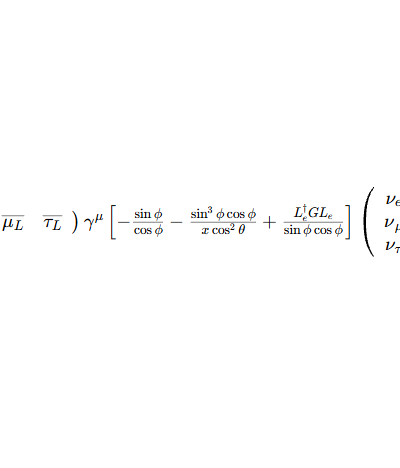 $\overline{\mu_L} \quad \overline{\tau_L} \ \Big) \gamma^\mu \left[ -\frac{\sin\phi}{\cos\phi} - \frac{\sin^3\phi\cos\phi}{x\cos^2\theta} + \frac{L_e^\dagger G L_e}{\sin\phi\cos\phi} \right] \left( \begin{array}{c} \nu_e \\ \nu_\mu \\ \nu_\tau \end{array}$